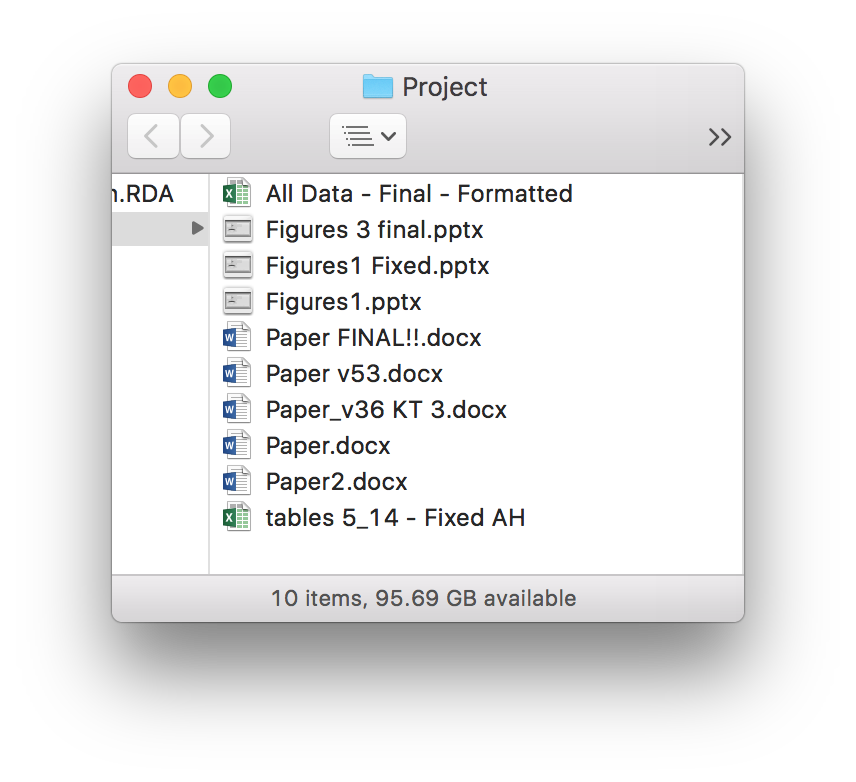 Project
n.RDA
All Data - Final - Formatted
Figures 3 final.pptx
Figures1 Fixed.pptx
Figures1.pptx
Paper FINAL!!.docx
Paper v53.docx
Paper_v36 KT 3.docx
Paper.docx
Paper2.docx
tables 5_14 - Fixed AH
10 items, 95.69 GB available